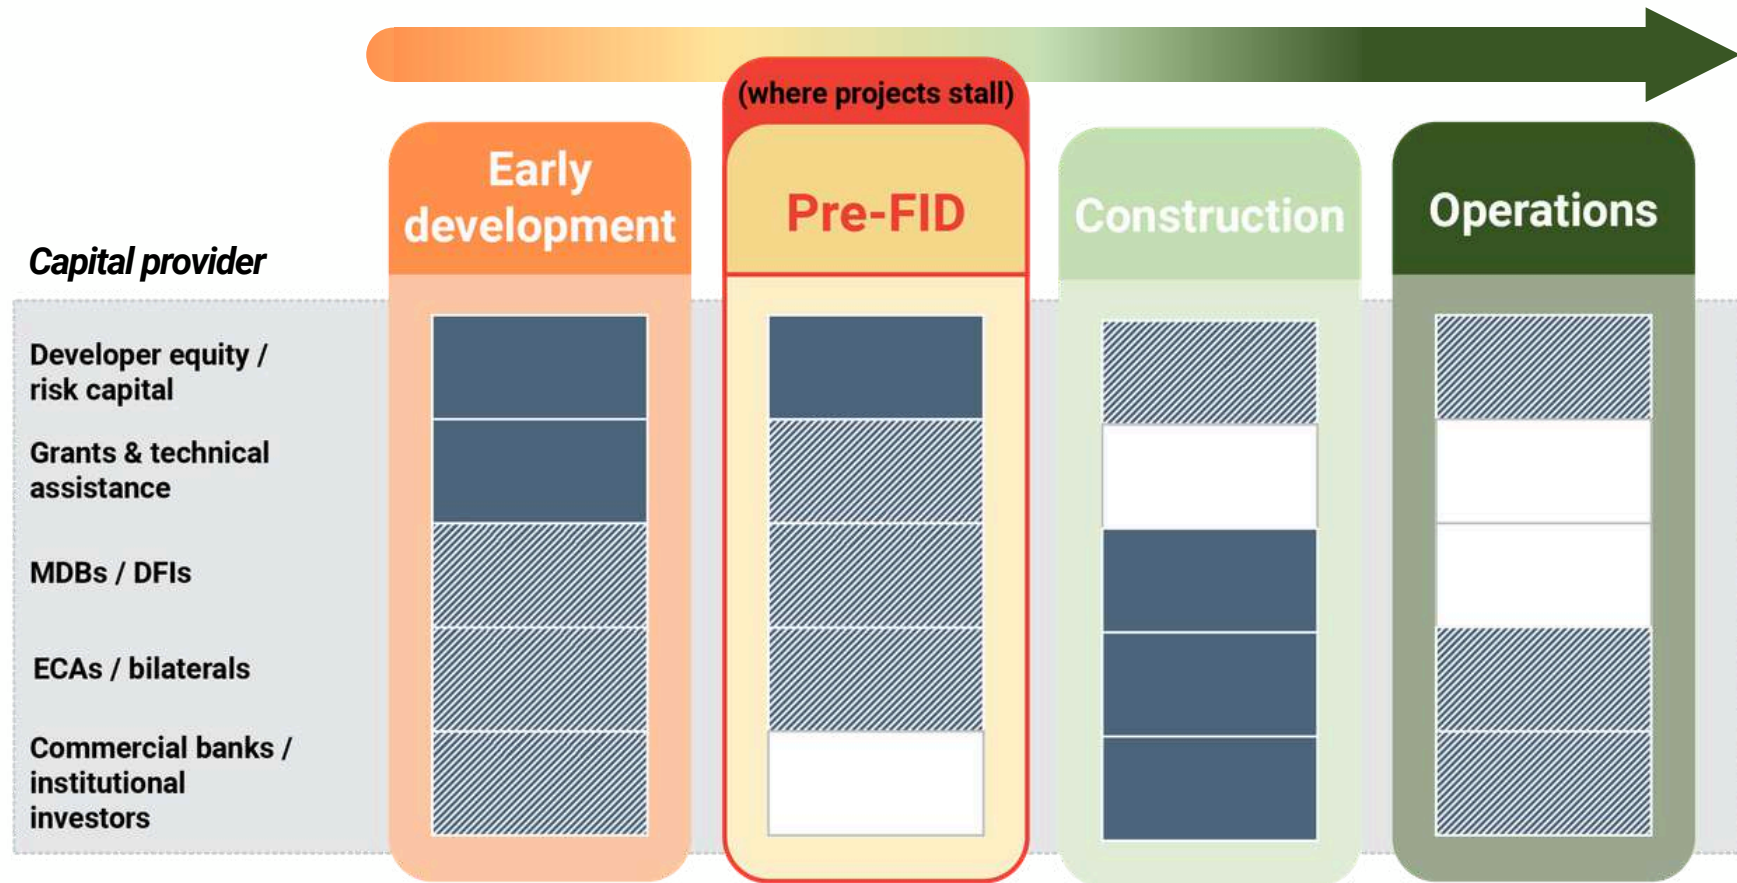 (where projects stall)
Early
development
Pre-FID
Construction
Operations
Capital provider
Developer equity /
risk capital
Grants & technical
assistance
MDBs / DFIs
ECAs / bilaterals
Commercial banks /
institutional
investors